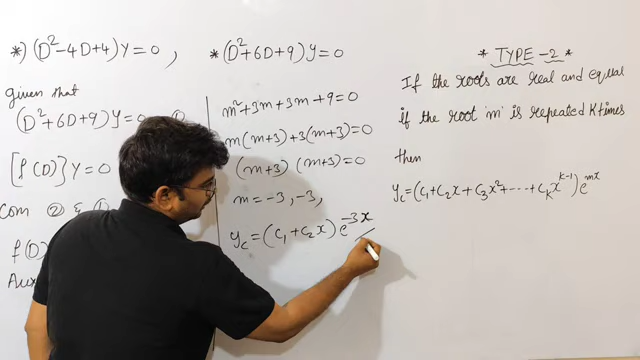 *) (D²-4D+4)y=0 ,
* (D²+6D+9)y=0
given that
(D²+6D+9)y=0
{f(D)}y=0
Com ② & ①
f(D)
Aux
m²+3m+3m+9=0
m(m+3)+3(m+3)=0
(m+3) (m+3)=0
m=-3,-3,
y_c=(c₁+c₂x) e^{-3x}
* TYPE-2 *
If the roots are real and equal
if the root 'm' is repeated K times
then
y_c=(c₁+c₂x+c₃x²+----+c_k x^{k-1}) e^{mx}